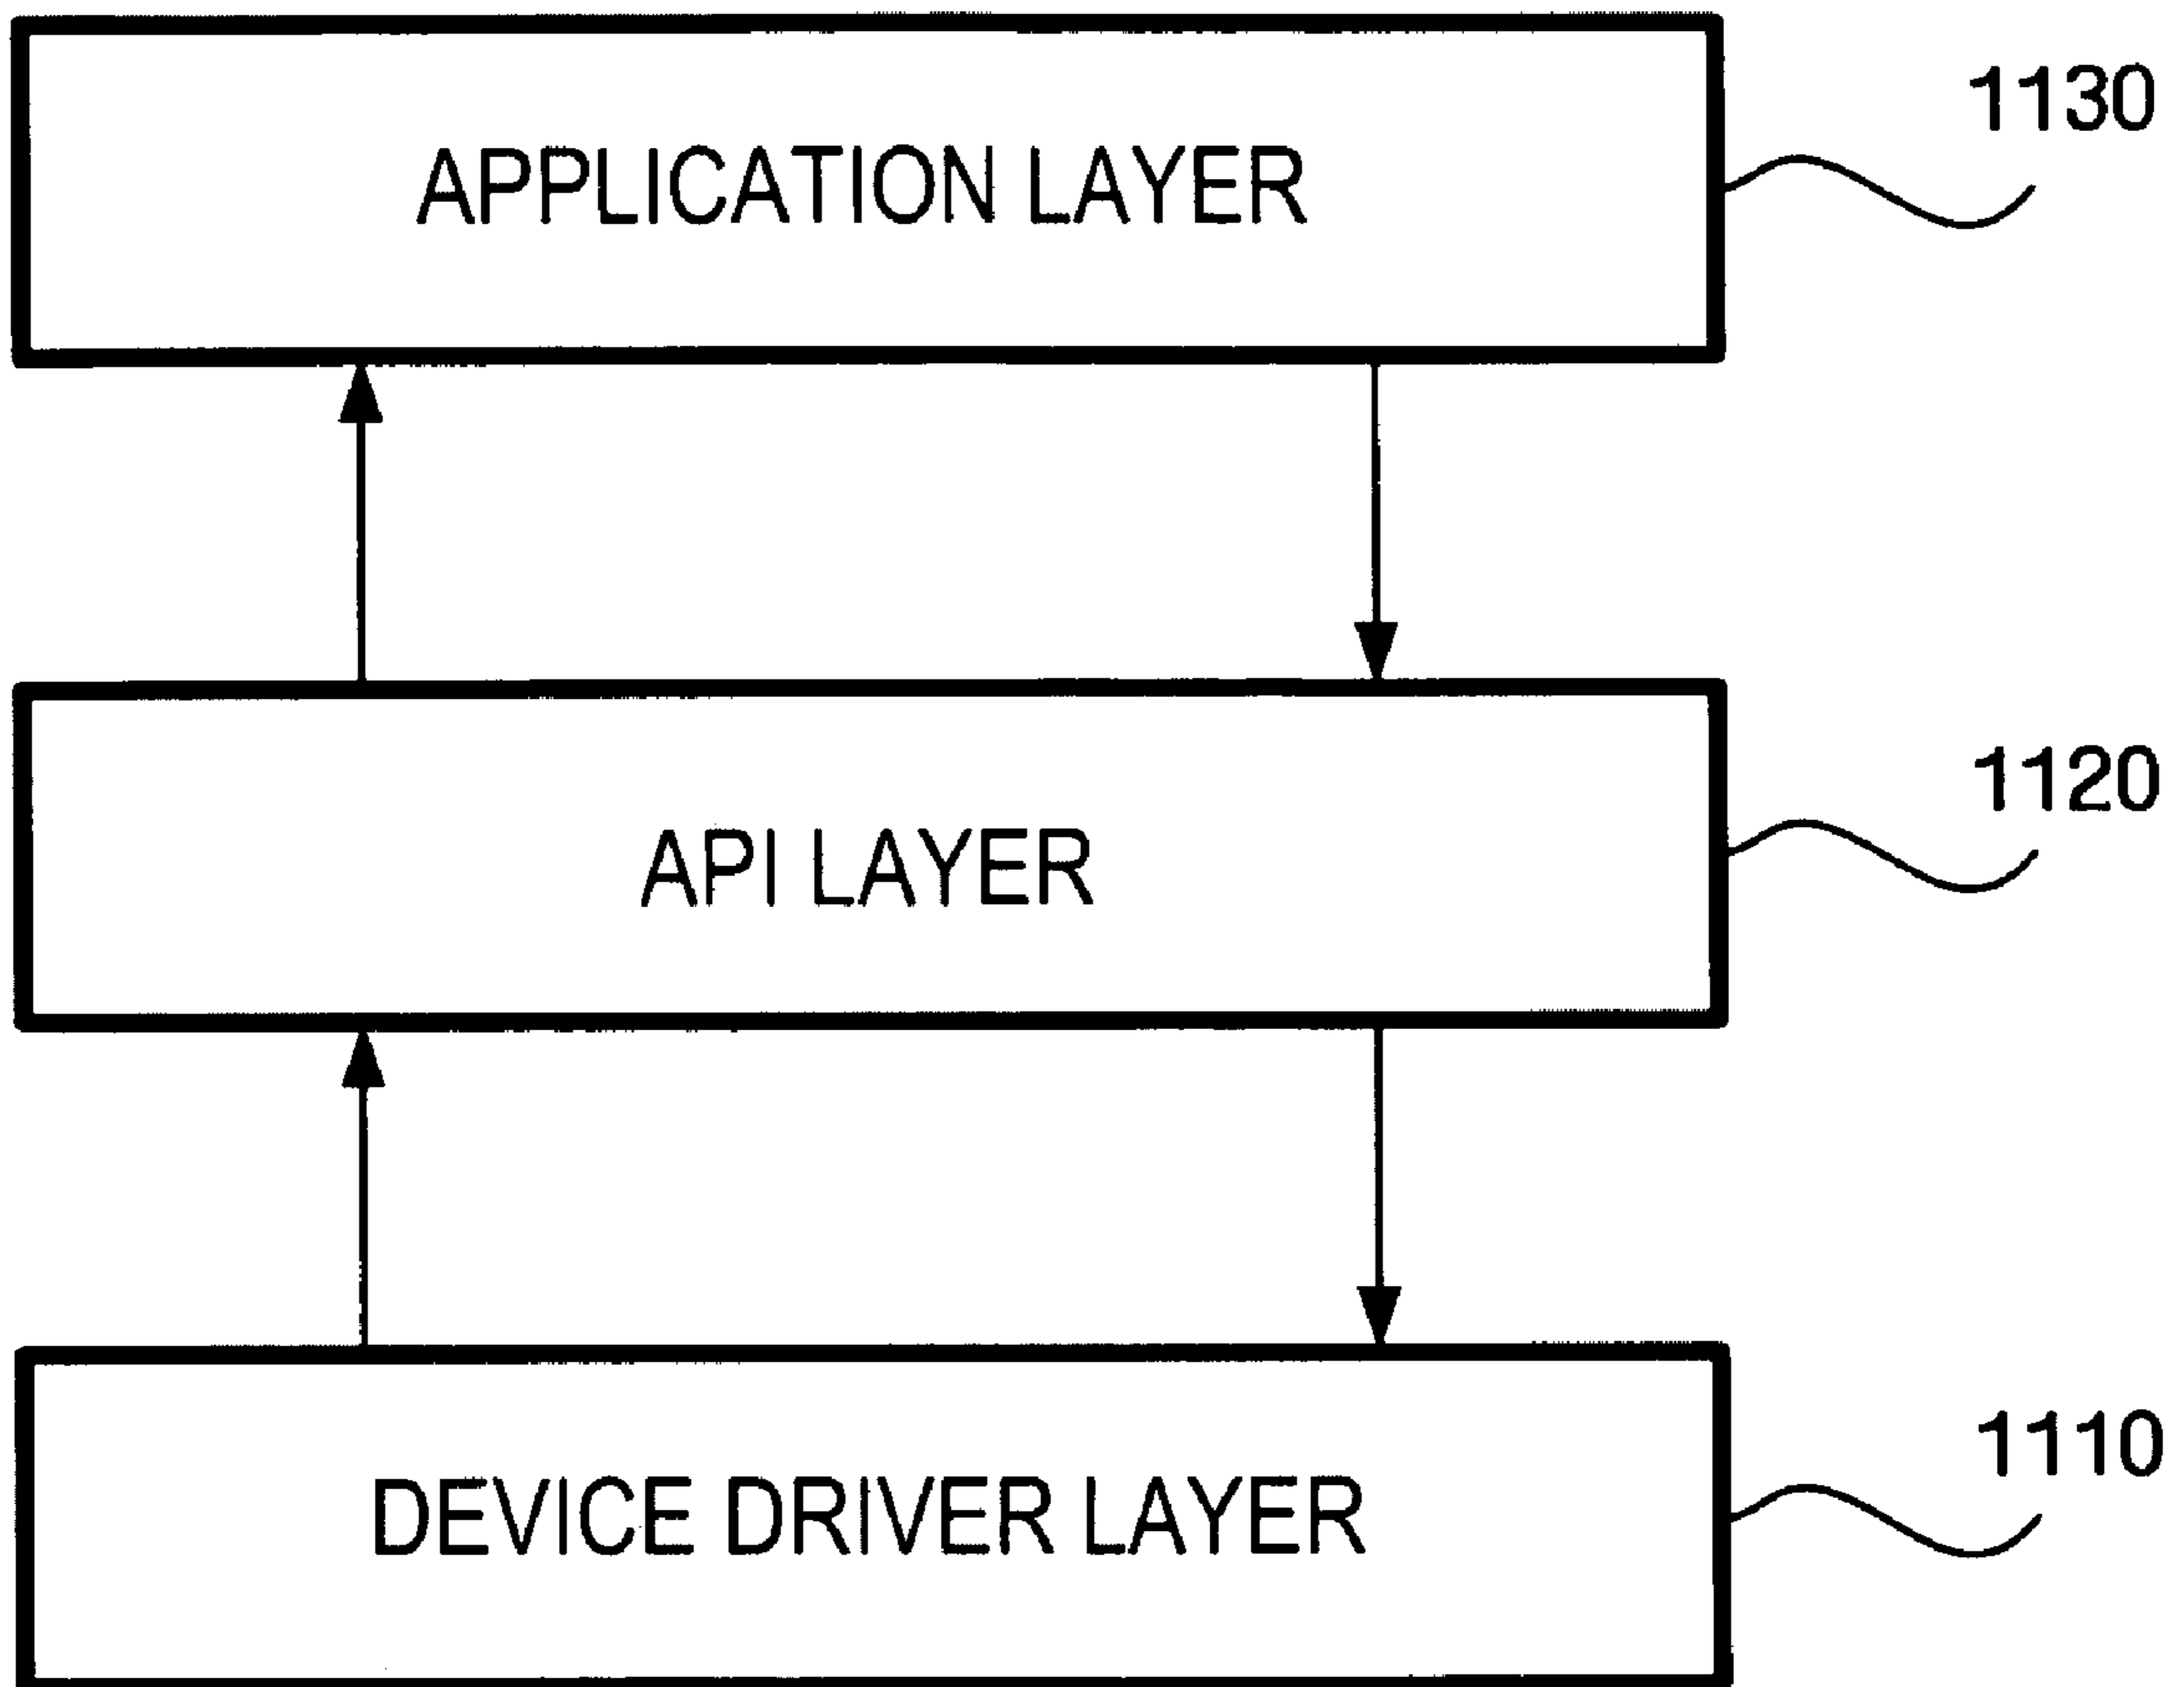 1130
APPLICATION LAYER
1120
API LAYER
1110
DEVICE DRIVER LAYER